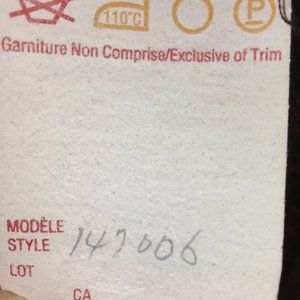 110°C P
Garniture Non Comprise/Exclusive of Trim
MODÈLE
STYLE 147006
LOT
CA